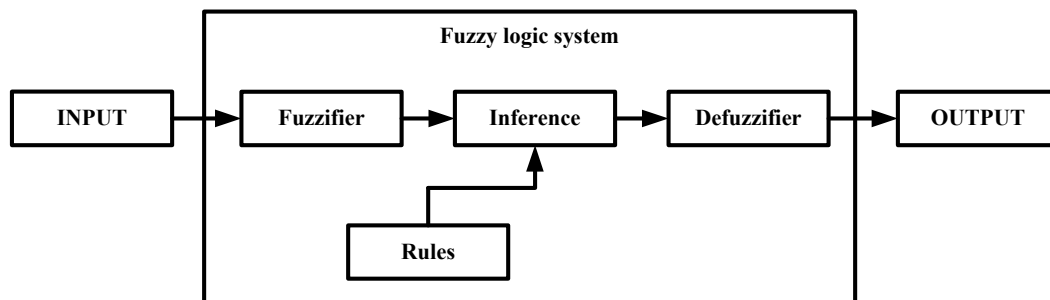 Fuzzy logic system
INPUT
Fuzzifier
Inference
Defuzzifier
OUTPUT
Rules